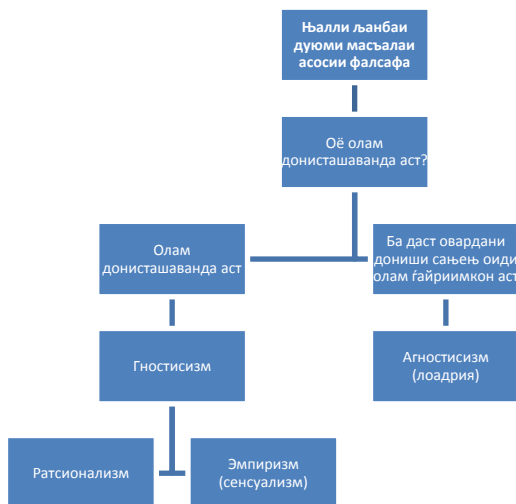 Њалли љанбаи
дуюми масъалаи
асосии фалсафа
Оё олам
донисташаванда аст?
Олам
донисташаванда аст
Ба даст овардани
дониши сањењ оиди
олам ѓайриимкон аст
Гностисизм
Агностисизм
(лоадрия)
Ратсионализм
Эмпиризм
(сенсуализм)